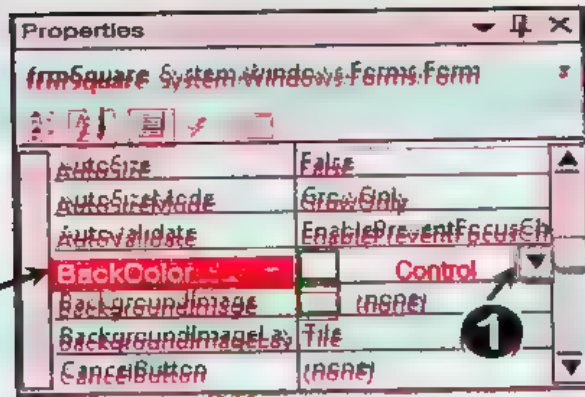 Properties
frmSquare System.Windows.Forms.Form
AutoSize False
AutoSizeMode GrowOnly
AutoValidate EnablePreventFocusCh
BackColor Control
BackgroundImage (none)
BackgroundImageLay Tile
CancelButton (none)
1